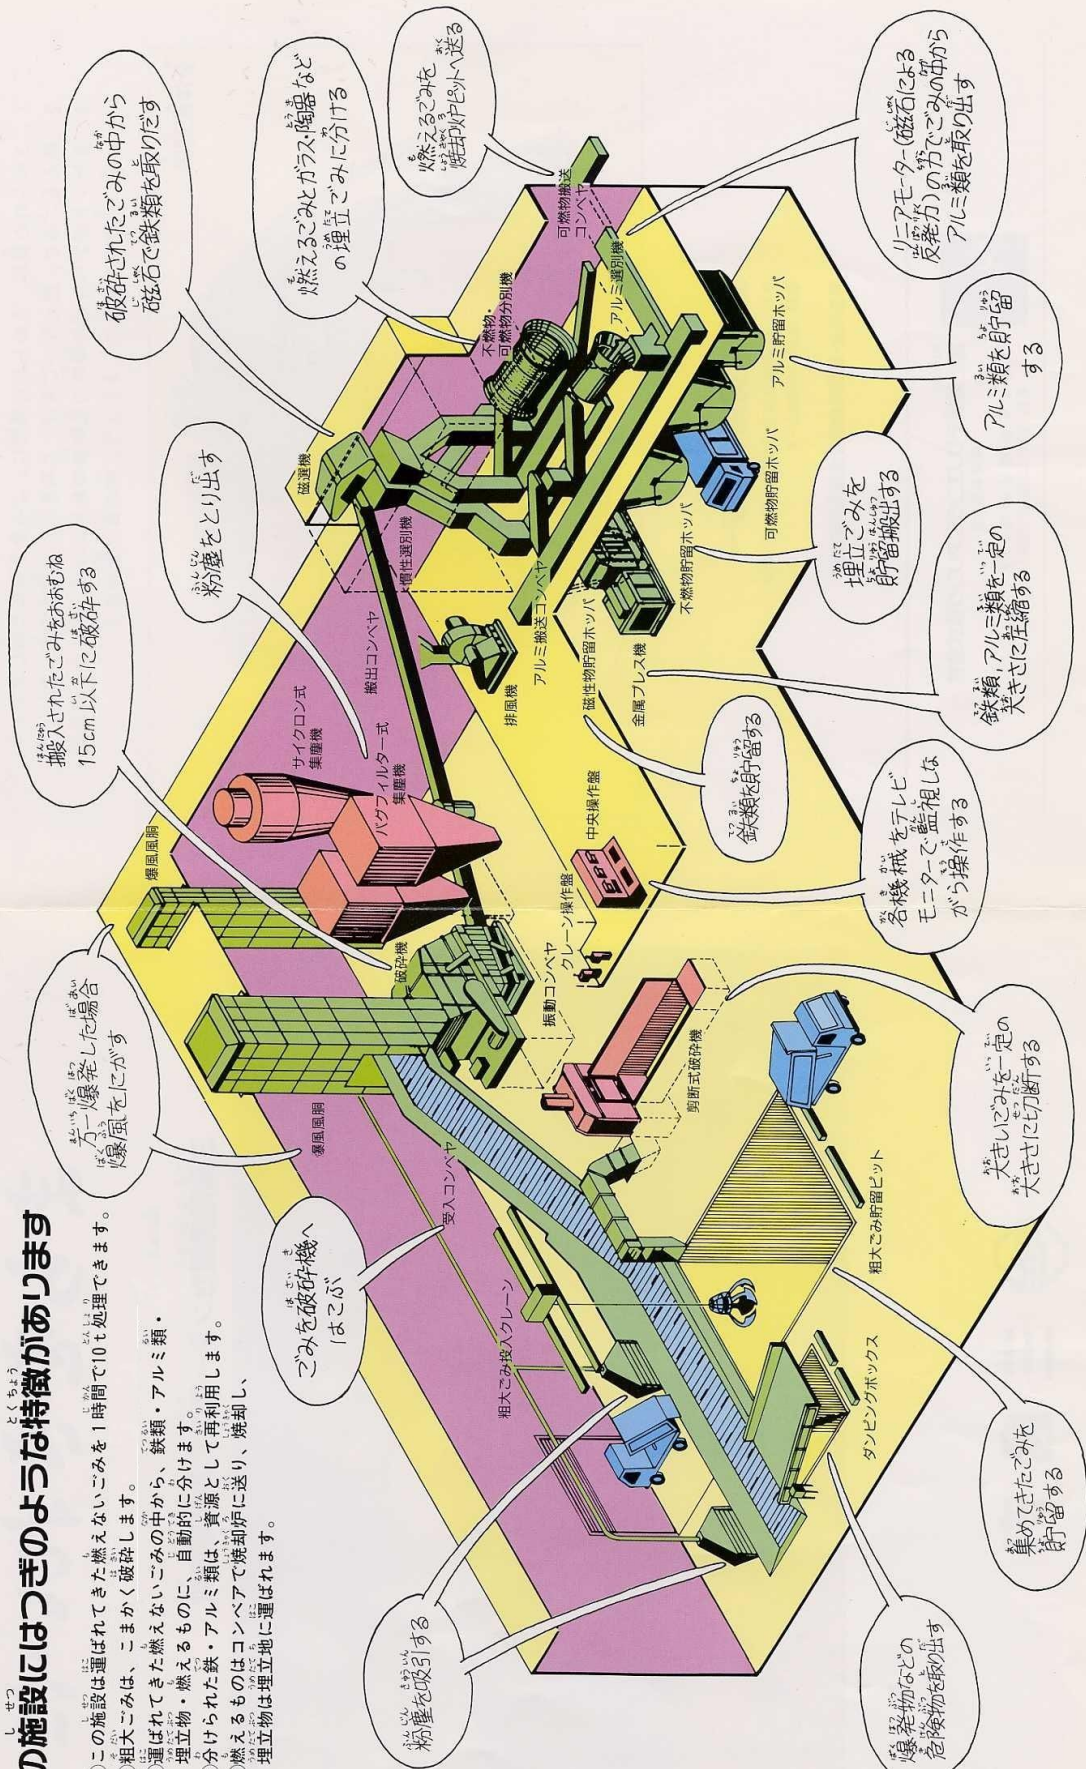 の施設にはつぎのような特徴があります
この施設は運ばれてきた燃えないごみを1時間で10t処理できます。
粗大ごみは、こまかく破砕します。
運ばれてきた燃えないごみの中から、鉄類・アルミ類・
埋立物・燃えるものに、自動的に分けます。
分けられた鉄・アルミ類は、資源として再利用します。
燃えるものはコンベアで焼却炉に送り、焼却し、
埋立物は埋立地に運ばれます。
粉塵を吸引する
ごみを破砕機へ
はこぶ
万一爆発した場合
爆風をにがす
搬入されたごみをおおむね
15cm以下に破砕する
粉塵をとり出す
破砕されたごみの中から
磁石で鉄類を取りだす
燃えるごみとガラス・陶器など
の埋立ごみに分ける
燃えるごみを
焼却炉ピットへ送る
リニアモーター(磁石による
反発力)の力でごみの中から
アルミ類を取り出す
爆風風胴
爆風風胴
受入コンベヤ
粗大ごみ投入クレーン
破砕機
サイクロン式
集塵機
バグフィルター式
集塵機
搬出コンベヤ
磁選機
慣性選別機
不燃物・
可燃物分別機
可燃物搬送
コンベヤ
アルミ選別機
排風機
アルミ搬送コンベヤ
磁性物貯留ホッパ
金属プレス機
不燃物貯留ホッパ
可燃物貯留ホッパ
アルミ貯留ホッパ
振動コンベヤ
クレーン操作盤
中央操作盤
剪断式破砕機
粗大ごみ貯留ピット
ダンピングボックス
爆発物などの
危険物を取り出す
集めてきたごみを
貯留する
大きいごみを一定の
大きさに切断する
各機械をテレビ
モニターで監視しな
がら操作する
鉄類を貯留する
鉄類,アルミ類を一定の
大きさに圧縮する
埋立ごみを
貯留搬出する
アルミ類を貯留
する